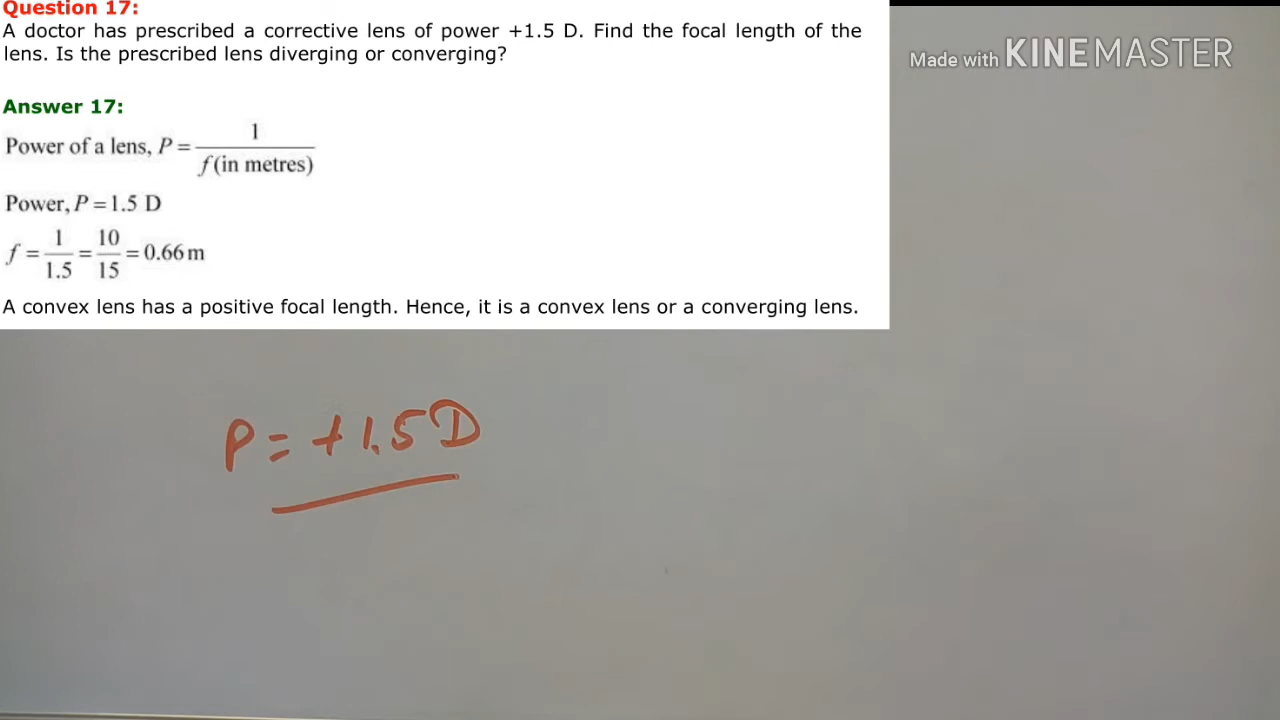 Question 17:
A doctor has prescribed a corrective lens of power +1.5 D. Find the focal length of the
lens. Is the prescribed lens diverging or converging?
Made with KINEMASTER
Answer 17:
Power of a lens, P = 1 / f (in metres)
Power, P = 1.5 D
f = 1/1.5 = 10/15 = 0.66 m
A convex lens has a positive focal length. Hence, it is a convex lens or a converging lens.
P = +1.5 D